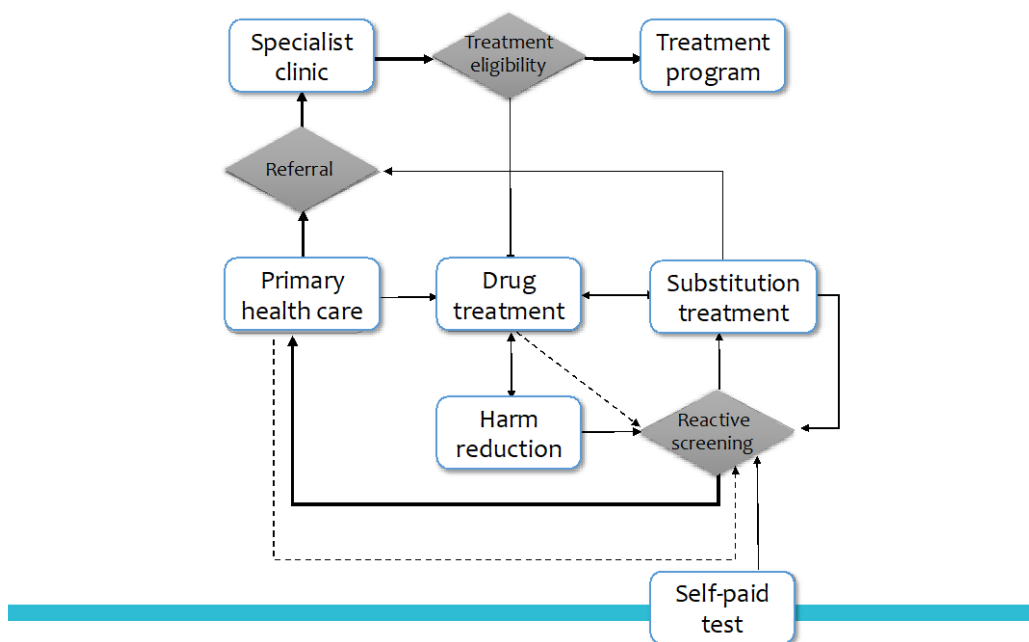 Specialist
clinic
Treatment
eligibility
Treatment
program
Referral
Primary
health care
Drug
treatment
Substitution
treatment
Harm
reduction
Reactive
screening
Self-paid
test